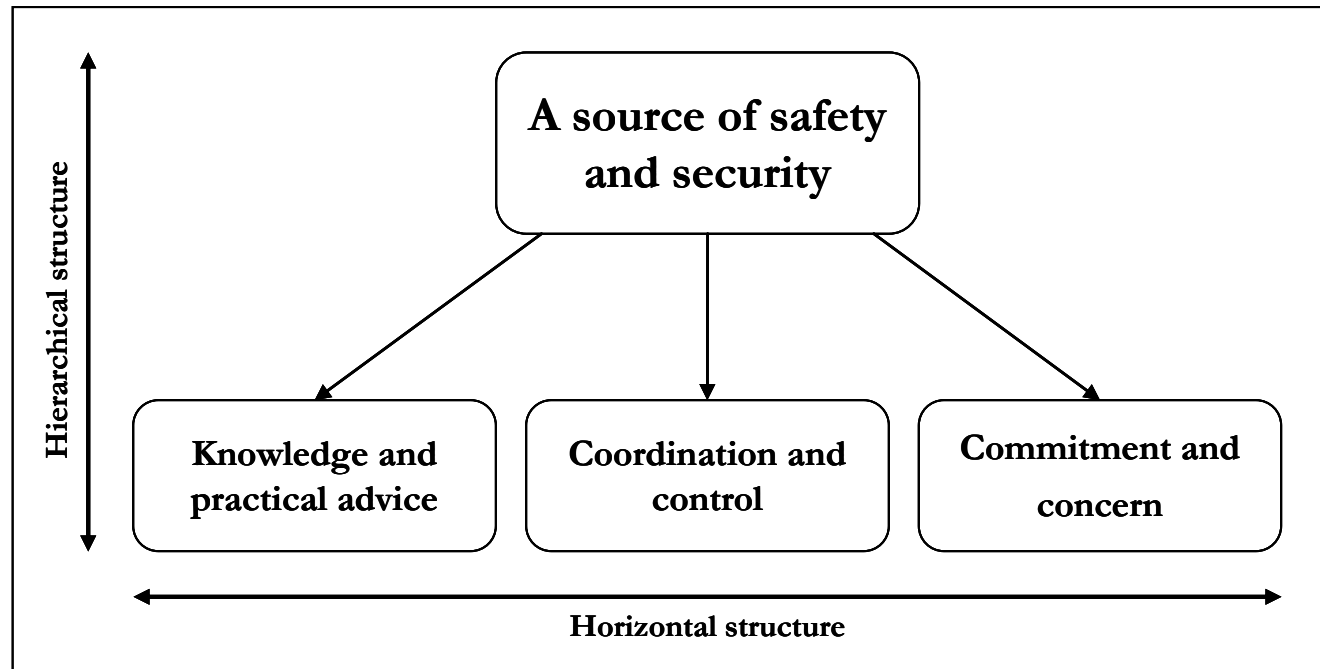 A source of safety
and security
Hierarchical structure
Knowledge and
practical advice
Coordination and
control
Commitment and
concern
Horizontal structure